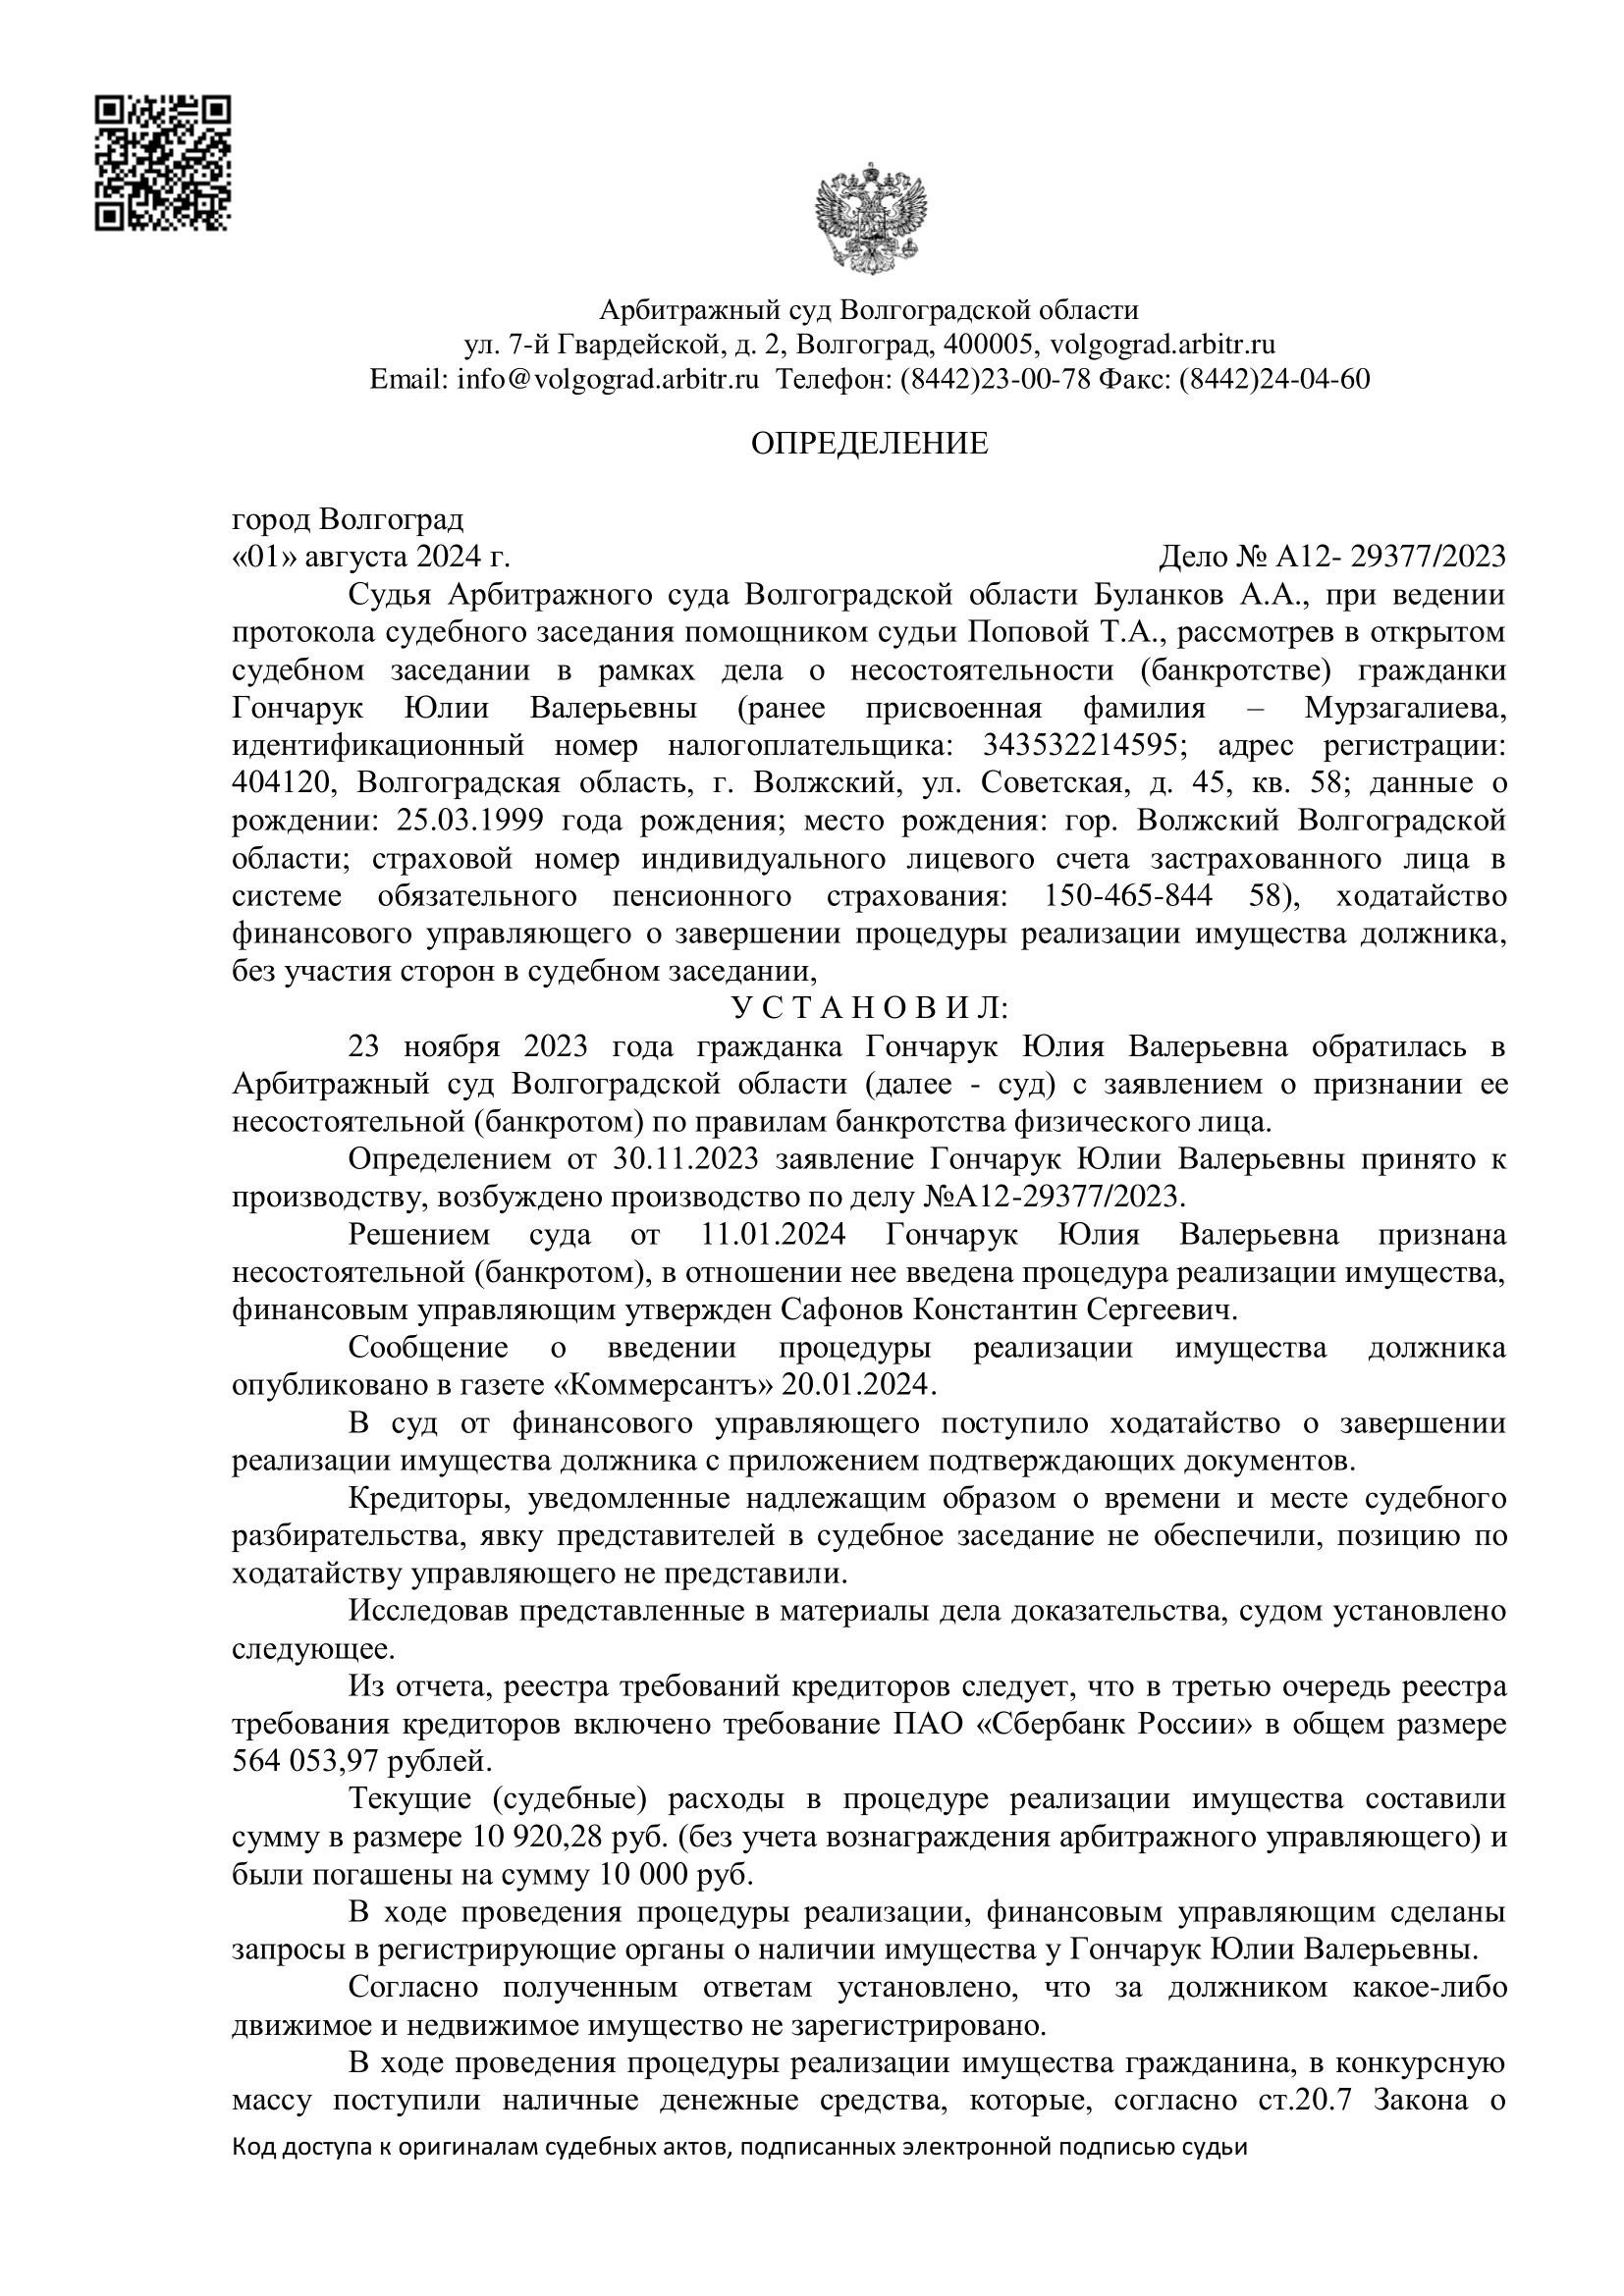 Арбитражный суд Волгоградской области
ул. 7-й Гвардейской, д. 2, Волгоград, 400005, volgograd.arbitr.ru
Email: info@volgograd.arbitr.ru Телефон: (8442)23-00-78 Факс: (8442)24-04-60
ОПРЕДЕЛЕНИЕ
город Волгоград
«01» августа 2024 г. Дело № А12- 29377/2023
Судья Арбитражного суда Волгоградской области Буланков А.А., при ведении
протокола судебного заседания помощником судьи Поповой Т.А., рассмотрев в открытом
судебном заседании в рамках дела о несостоятельности (банкротстве) гражданки
Гончарук Юлии Валерьевны (ранее присвоенная фамилия – Мурзагалиева,
идентификационный номер налогоплательщика: 343532214595; адрес регистрации:
404120, Волгоградская область, г. Волжский, ул. Советская, д. 45, кв. 58; данные о
рождении: 25.03.1999 года рождения; место рождения: гор. Волжский Волгоградской
области; страховой номер индивидуального лицевого счета застрахованного лица в
системе обязательного пенсионного страхования: 150-465-844 58), ходатайство
финансового управляющего о завершении процедуры реализации имущества должника,
без участия сторон в судебном заседании,
У С Т А Н О В И Л:
23 ноября 2023 года гражданка Гончарук Юлия Валерьевна обратилась в
Арбитражный суд Волгоградской области (далее - суд) с заявлением о признании ее
несостоятельной (банкротом) по правилам банкротства физического лица.
Определением от 30.11.2023 заявление Гончарук Юлии Валерьевны принято к
производству, возбуждено производство по делу №А12-29377/2023.
Решением суда от 11.01.2024 Гончарук Юлия Валерьевна признана
несостоятельной (банкротом), в отношении нее введена процедура реализации имущества,
финансовым управляющим утвержден Сафонов Константин Сергеевич.
Сообщение о введении процедуры реализации имущества должника
опубликовано в газете «Коммерсантъ» 20.01.2024.
В суд от финансового управляющего поступило ходатайство о завершении
реализации имущества должника с приложением подтверждающих документов.
Кредиторы, уведомленные надлежащим образом о времени и месте судебного
разбирательства, явку представителей в судебное заседание не обеспечили, позицию по
ходатайству управляющего не представили.
Исследовав представленные в материалы дела доказательства, судом установлено
следующее.
Из отчета, реестра требований кредиторов следует, что в третью очередь реестра
требования кредиторов включено требование ПАО «Сбербанк России» в общем размере
564 053,97 рублей.
Текущие (судебные) расходы в процедуре реализации имущества составили
сумму в размере 10 920,28 руб. (без учета вознаграждения арбитражного управляющего) и
были погашены на сумму 10 000 руб.
В ходе проведения процедуры реализации, финансовым управляющим сделаны
запросы в регистрирующие органы о наличии имущества у Гончарук Юлии Валерьевны.
Согласно полученным ответам установлено, что за должником какое-либо
движимое и недвижимое имущество не зарегистрировано.
В ходе проведения процедуры реализации имущества гражданина, в конкурсную
массу поступили наличные денежные средства, которые, согласно ст.20.7 Закона о
Код доступа к оригиналам судебных актов, подписанных электронной подписью судьи